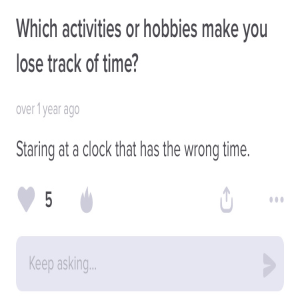 Which activities or hobbies make you
lose track of time?
over 1 year ago
Staring at a clock that has the wrong time.
5
Keep asking...